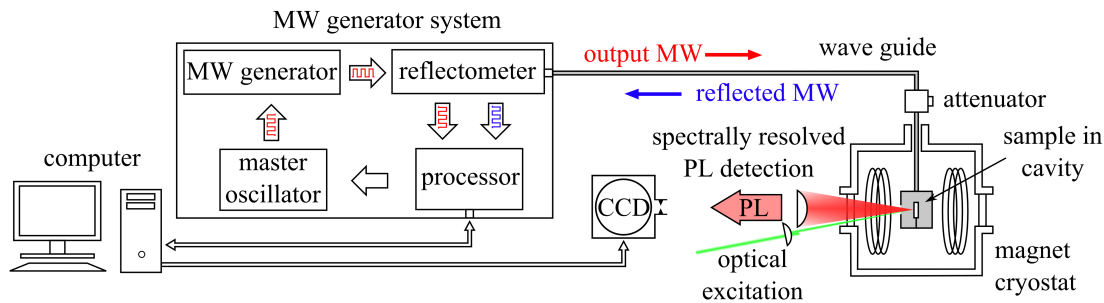 MW generator system
output MW
wave guide
MW generator
reflectometer
reflected MW
attenuator
spectrally resolved
PL detection
sample in
cavity
computer
master
oscillator
processor
CCD
PL
optical
excitation
magnet
cryostat